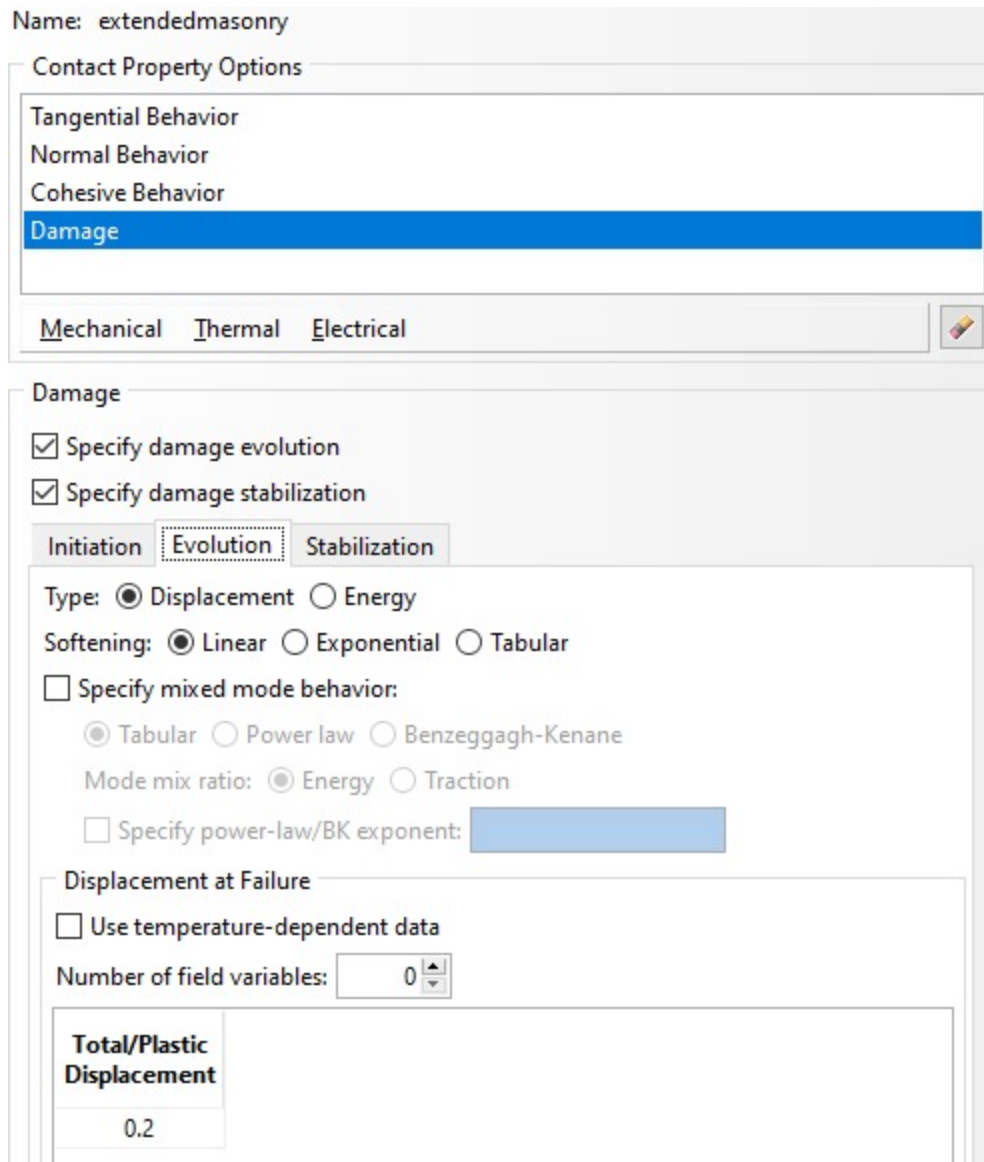 Name: extendedmasonry
Contact Property Options
Tangential Behavior
Normal Behavior
Cohesive Behavior
Damage
Mechanical Thermal Electrical
Damage
Specify damage evolution
Specify damage stabilization
Initiation Evolution Stabilization
Type: Displacement Energy
Softening: Linear Exponential Tabular
Specify mixed mode behavior:
Tabular Power law Benzeggagh-Kenane
Mode mix ratio: Energy Traction
Specify power-law/BK exponent:
Displacement at Failure
Use temperature-dependent data
Number of field variables: 0
Total/Plastic
Displacement
0.2